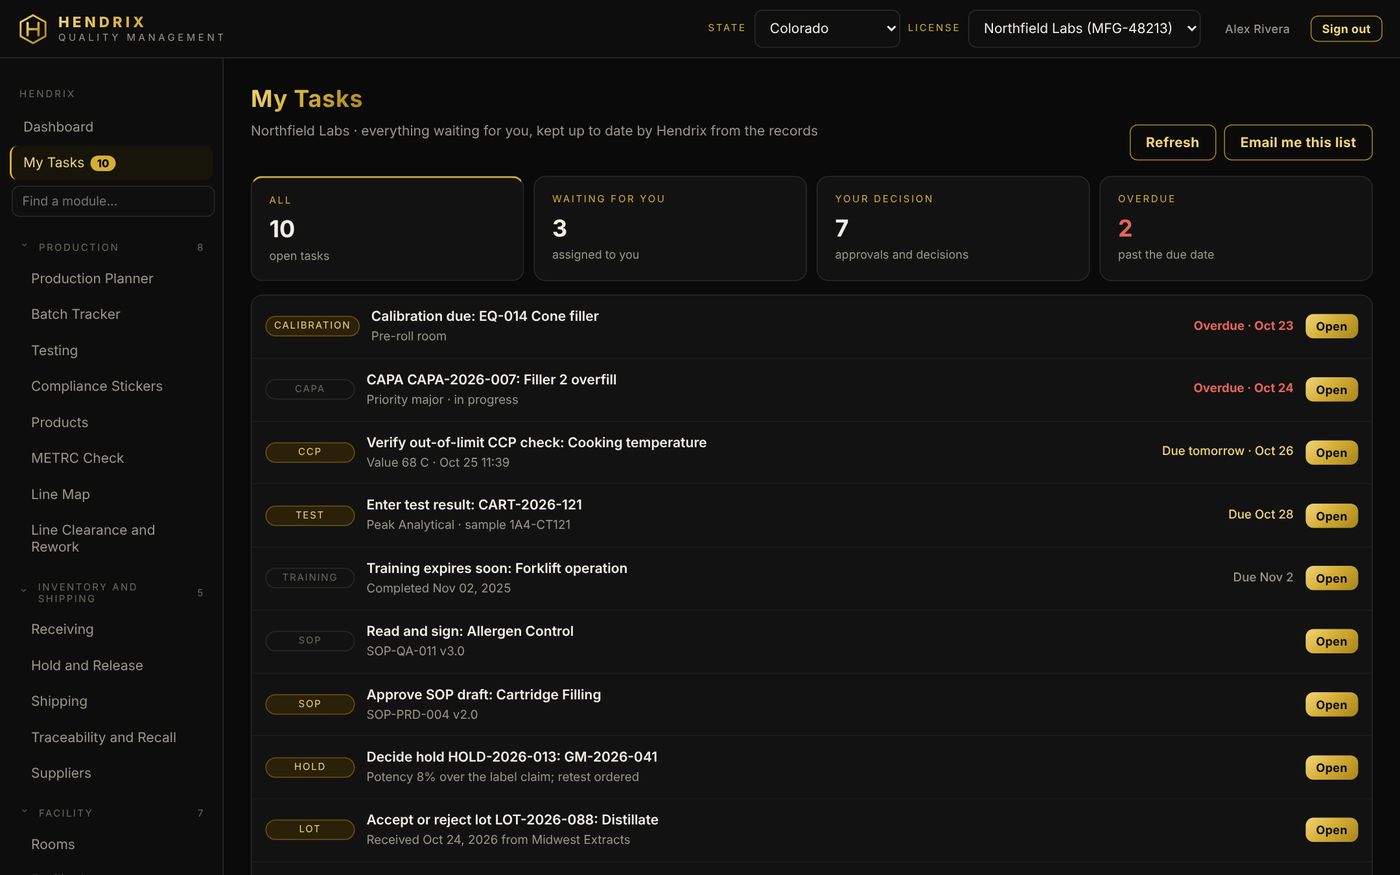 HENDRIX
QUALITY MANAGEMENT
STATE Colorado LICENSE Northfield Labs (MFG-48213) Alex Rivera Sign out
HENDRIX
Dashboard
My Tasks 10
Find a module...
PRODUCTION 8
Production Planner
Batch Tracker
Testing
Compliance Stickers
Products
METRC Check
Line Map
Line Clearance and
Rework
INVENTORY AND
SHIPPING 5
Receiving
Hold and Release
Shipping
Traceability and Recall
Suppliers
FACILITY 7
Rooms
My Tasks
Northfield Labs · everything waiting for you, kept up to date by Hendrix from the records
Refresh Email me this list
ALL
10
open tasks
WAITING FOR YOU
3
assigned to you
YOUR DECISION
7
approvals and decisions
OVERDUE
2
past the due date
CALIBRATION Calibration due: EQ-014 Cone filler Overdue · Oct 23 Open
Pre-roll room
CAPA CAPA CAPA-2026-007: Filler 2 overfill Overdue · Oct 24 Open
Priority major · in progress
CCP Verify out-of-limit CCP check: Cooking temperature Due tomorrow · Oct 26 Open
Value 68 C · Oct 25 11:39
TEST Enter test result: CART-2026-121 Due Oct 28 Open
Peak Analytical · sample 1A4-CT121
TRAINING Training expires soon: Forklift operation Due Nov 2 Open
Completed Nov 02, 2025
SOP Read and sign: Allergen Control Open
SOP-QA-011 v3.0
SOP Approve SOP draft: Cartridge Filling Open
SOP-PRD-004 v2.0
HOLD Decide hold HOLD-2026-013: GM-2026-041 Open
Potency 8% over the label claim; retest ordered
LOT Accept or reject lot LOT-2026-088: Distillate Open
Received Oct 24, 2026 from Midwest Extracts